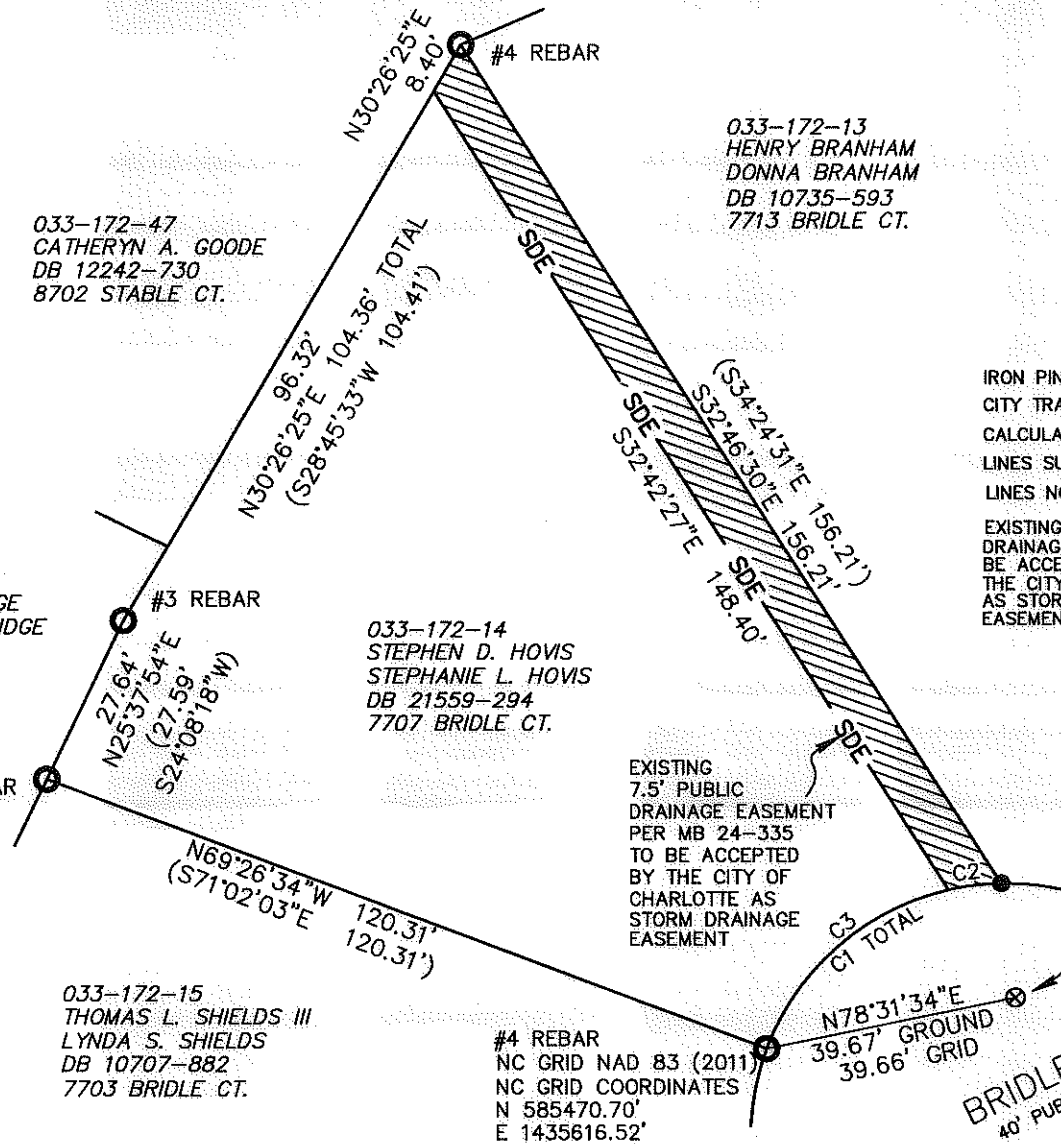 N30°26'25"E
8.40'
#4 REBAR
033-172-13
HENRY BRANHAM
DONNA BRANHAM
DB 10735-593
7713 BRIDLE CT.
033-172-47
CATHERYN A. GOODE
DB 12242-730
8702 STABLE CT.
96.32'
N30°26'25"E 104.36' TOTAL
(S28°45'33"W 104.41')
SDE
SDE
SDE
SDE
(S34°24'31"E 156.21')
S32°46'30"E 156.21'
S32°42'27"E 148.40'
IRON PIN
CITY TRA
CALCULA
LINES SU
LINES NO
EXISTING
DRAINAG
BE ACCE
THE CITY
AS STOR
EASEMEN
GE
IDGE
#3 REBAR
27.64'
N25°37'54"E
(27.59'
S24°08'18"W)
033-172-14
STEPHEN D. HOVIS
STEPHANIE L. HOVIS
DB 21559-294
7707 BRIDLE CT.
AR
EXISTING
7.5' PUBLIC
DRAINAGE EASEMENT
PER MB 24-335
TO BE ACCEPTED
BY THE CITY OF
CHARLOTTE AS
STORM DRAINAGE
EASEMENT
N69°26'34"W 120.31'
(S71°02'03"E 120.31')
C2
C3
C1 TOTAL
N78°31'34"E
39.67' GROUND
39.66' GRID
033-172-15
THOMAS L. SHIELDS III
LYNDA S. SHIELDS
DB 10707-882
7703 BRIDLE CT.
#4 REBAR
NC GRID NAD 83 (2011)
NC GRID COORDINATES
N 585470.70'
E 1435616.52'
BRIDLE
40' PUB